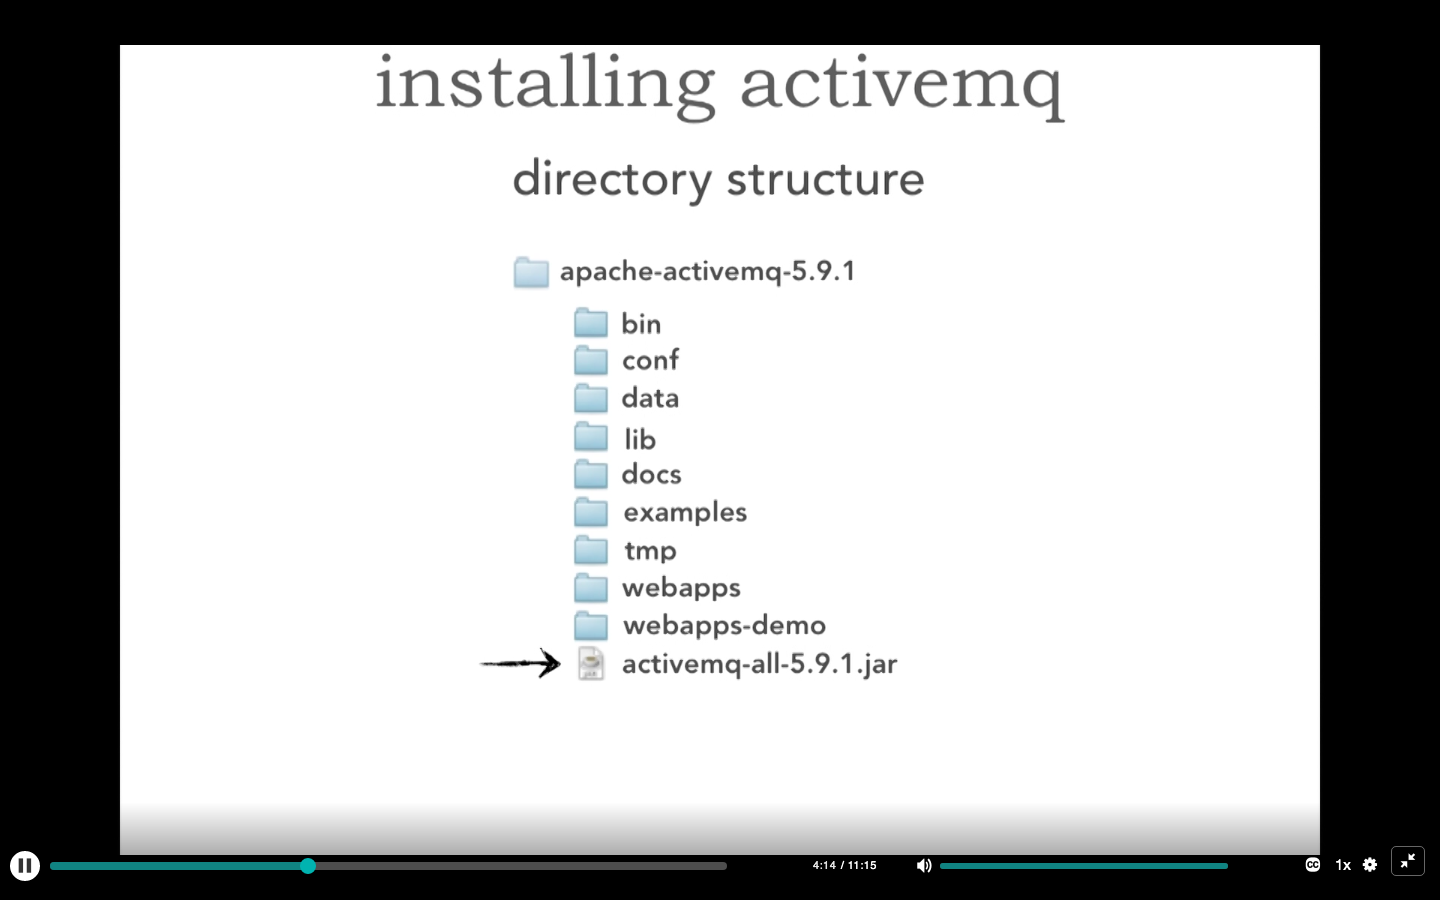 installing activemq
directory structure
apache-activemq-5.9.1
bin
conf
data
lib
docs
examples
tmp
webapps
webapps-demo
activemq-all-5.9.1.jar
4:14 / 11:15
CC
1x